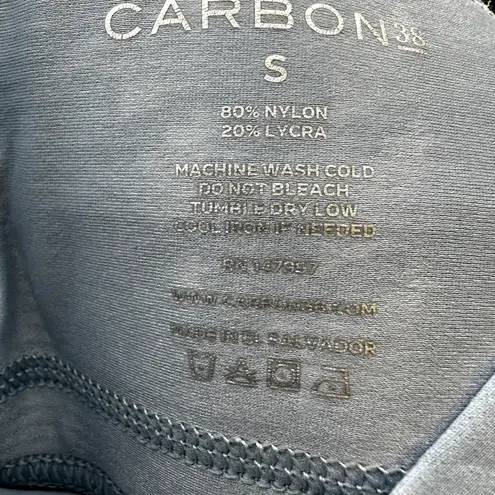 CARBON38
S
80% NYLON
20% LYCRA
MACHINE WASH COLD
DO NOT BLEACH
TUMBLE DRY LOW
COOL IRON IF NEEDED
RN 147957
WWW.CARBON38.COM
MADE IN EL SALVADOR